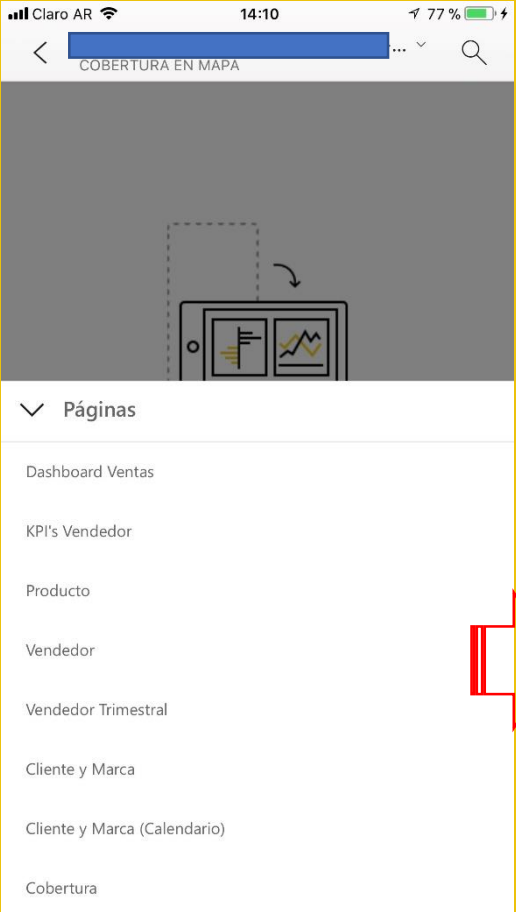 Claro AR
14:10
77 %
...
COBERTURA EN MAPA
Páginas
Dashboard Ventas
KPI's Vendedor
Producto
Vendedor
Vendedor Trimestral
Cliente y Marca
Cliente y Marca (Calendario)
Cobertura